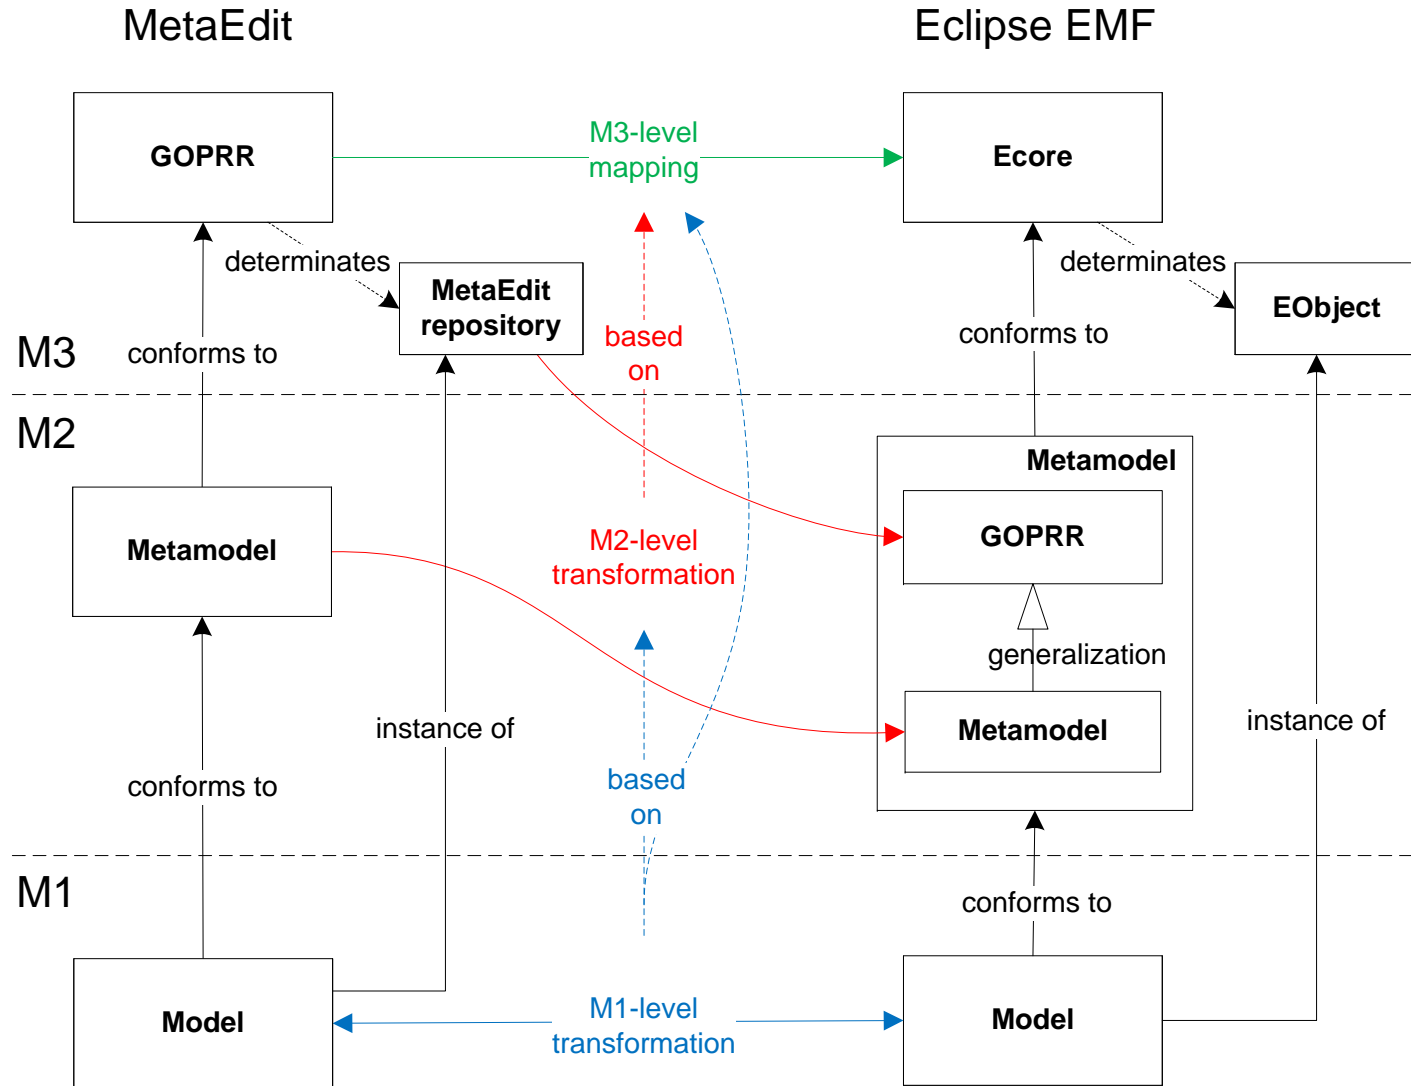 MetaEdit
Eclipse EMF
GOPRR
M3-level
mapping
Ecore
determinates
determinates
MetaEdit
repository
EObject
M3
conforms to
based
on
conforms to
M2
Metamodel
Metamodel
M2-level
transformation
GOPRR
generalization
instance of
Metamodel
instance of
conforms to
based
on
M1
conforms to
Model
M1-level
transformation
Model